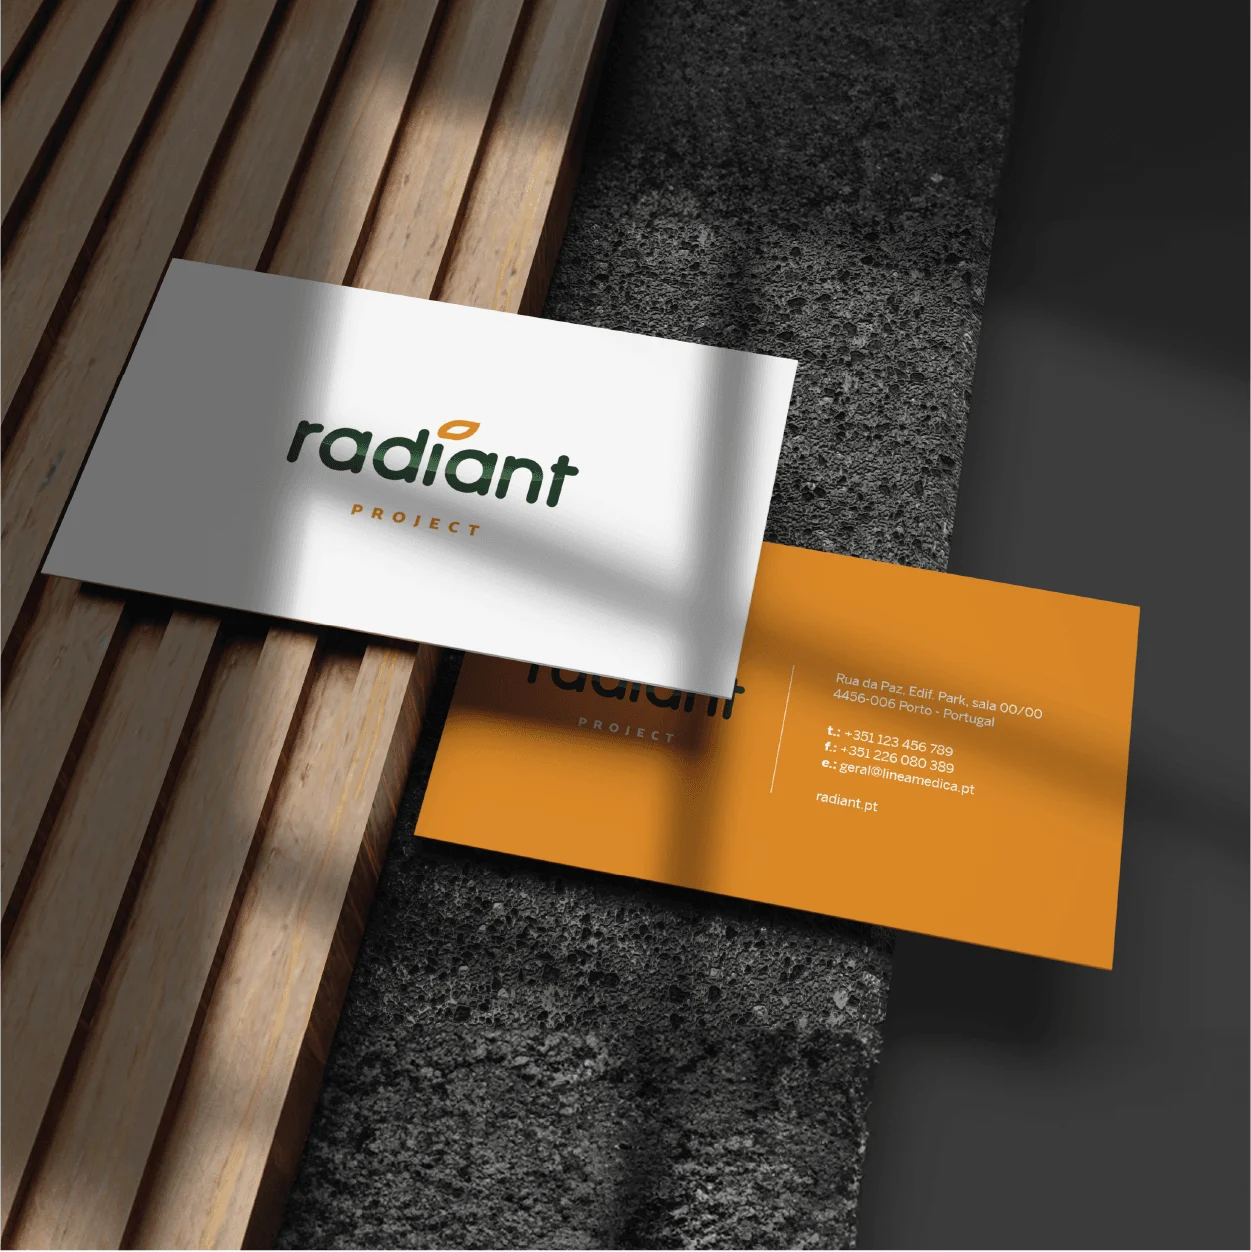 radiant
PROJECT
radiant
PROJECT
Rua da Paz, Edif. Park, sala 00/00
4456-006 Porto - Portugal
t.: +351 123 456 789
f.: +351 226 080 389
e.: geral@lineamedica.pt
radiant.pt